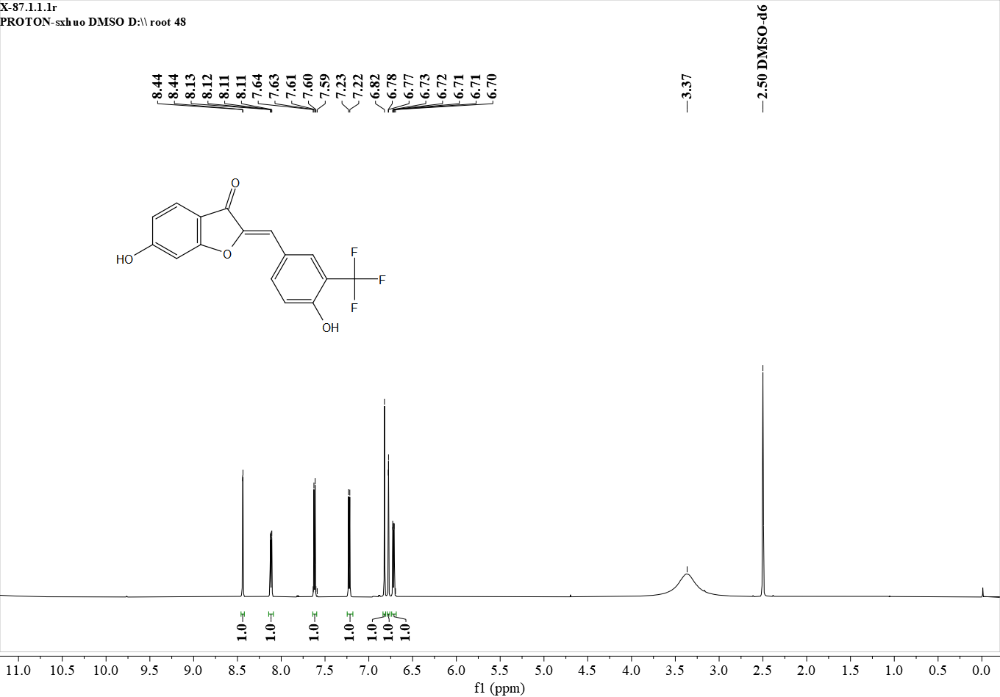 X-87.1.1.1r
PROTON-sxhuo DMSO D:\\ root 48
8.44
8.44
8.13
8.12
8.11
8.11
7.64
7.63
7.61
7.60
7.59
7.23
7.22
6.82
6.78
6.77
6.73
6.72
6.71
6.71
6.70
3.37
2.50 DMSO-d6
O
HO
O
F
F
F
OH
1.0
1.0
1.0
1.0
1.0
1.0
1.0
11.0 10.5 10.0 9.5 9.0 8.5 8.0 7.5 7.0 6.5 6.0 5.5 5.0 4.5 4.0 3.5 3.0 2.5 2.0 1.5 1.0 0.5 0.0
f1 (ppm)